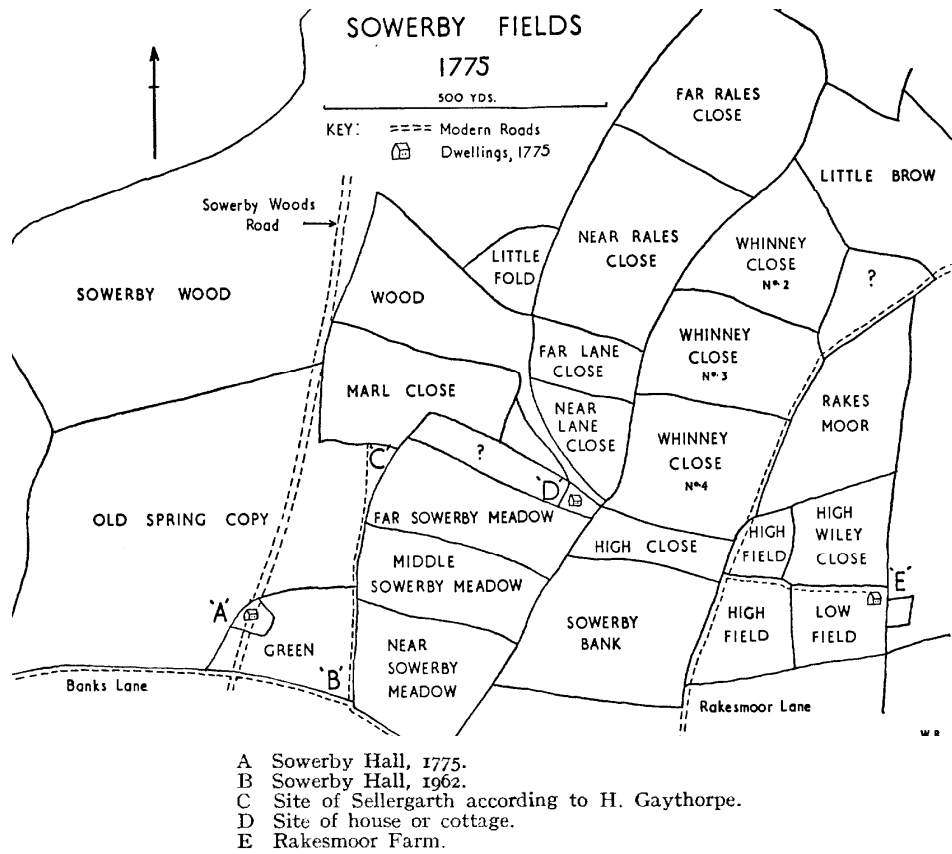 SOWERBY FIELDS
1775
500 YDS.
KEY:
==== Modern Roads
Dwellings, 1775
FAR RALES
CLOSE
LITTLE BROW
Sowerby Woods
Road
LITTLE
FOLD
NEAR RALES
CLOSE
WHINNEY
CLOSE
No. 2
?
SOWERBY WOOD
WOOD
FAR LANE
CLOSE
WHINNEY
CLOSE
No. 3
MARL CLOSE
NEAR
LANE
CLOSE
RAKES
MOOR
WHINNEY
CLOSE
No. 4
'C'
?
'D'
OLD SPRING COPY
FAR SOWERBY MEADOW
HIGH CLOSE
HIGH
FIELD
HIGH
WILEY
CLOSE
MIDDLE
SOWERBY MEADOW
'E'
'A'
GREEN
'B'
NEAR
SOWERBY
MEADOW
SOWERBY
BANK
HIGH
FIELD
LOW
FIELD
Banks Lane
Rakesmoor Lane
W.R.
A Sowerby Hall, 1775.
B Sowerby Hall, 1962.
C Site of Sellergarth according to H. Gaythorpe.
D Site of house or cottage.
E Rakesmoor Farm.